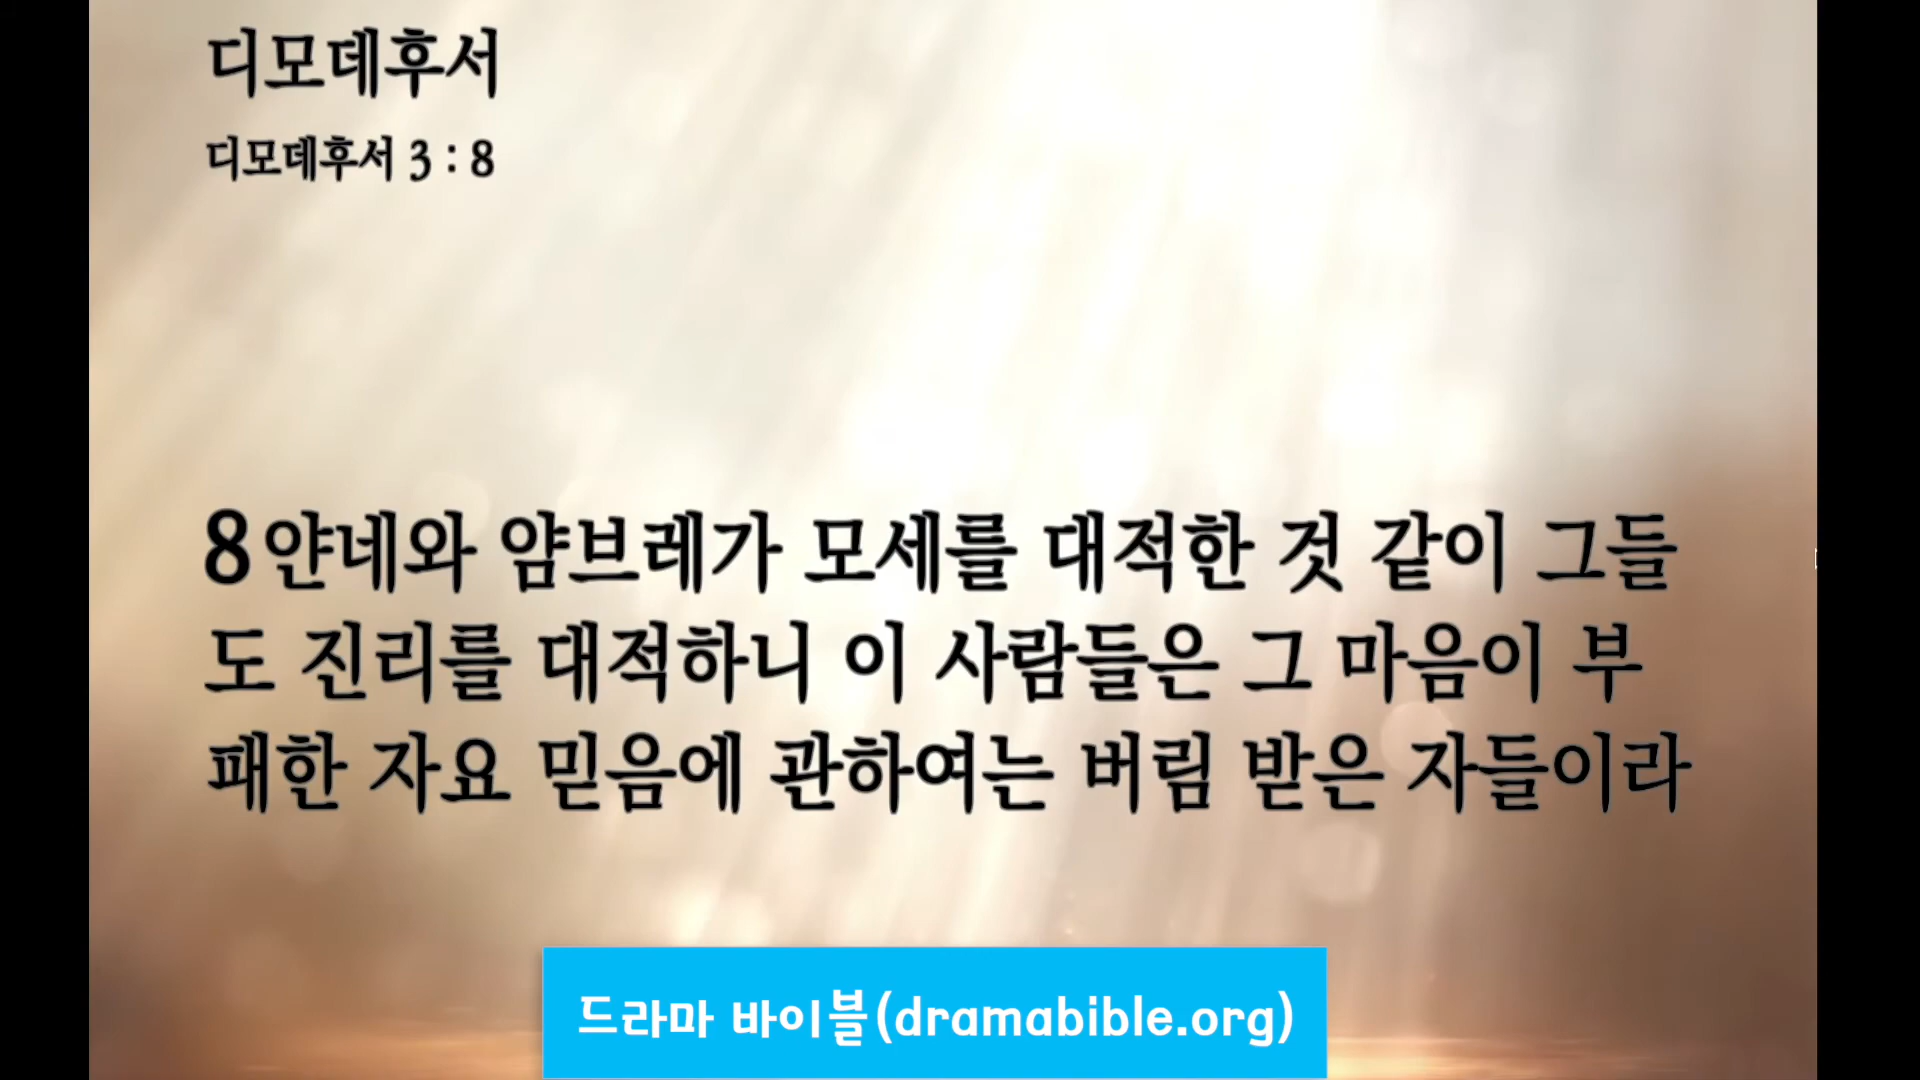 디모데후서
디모데후서 3 : 8
8 얀네와 얌브레가 모세를 대적한 것 같이 그들
도 진리를 대적하니 이 사람들은 그 마음이 부
패한 자요 믿음에 관하여는 버림 받은 자들이라
드라마 바이블(dramabible.org)